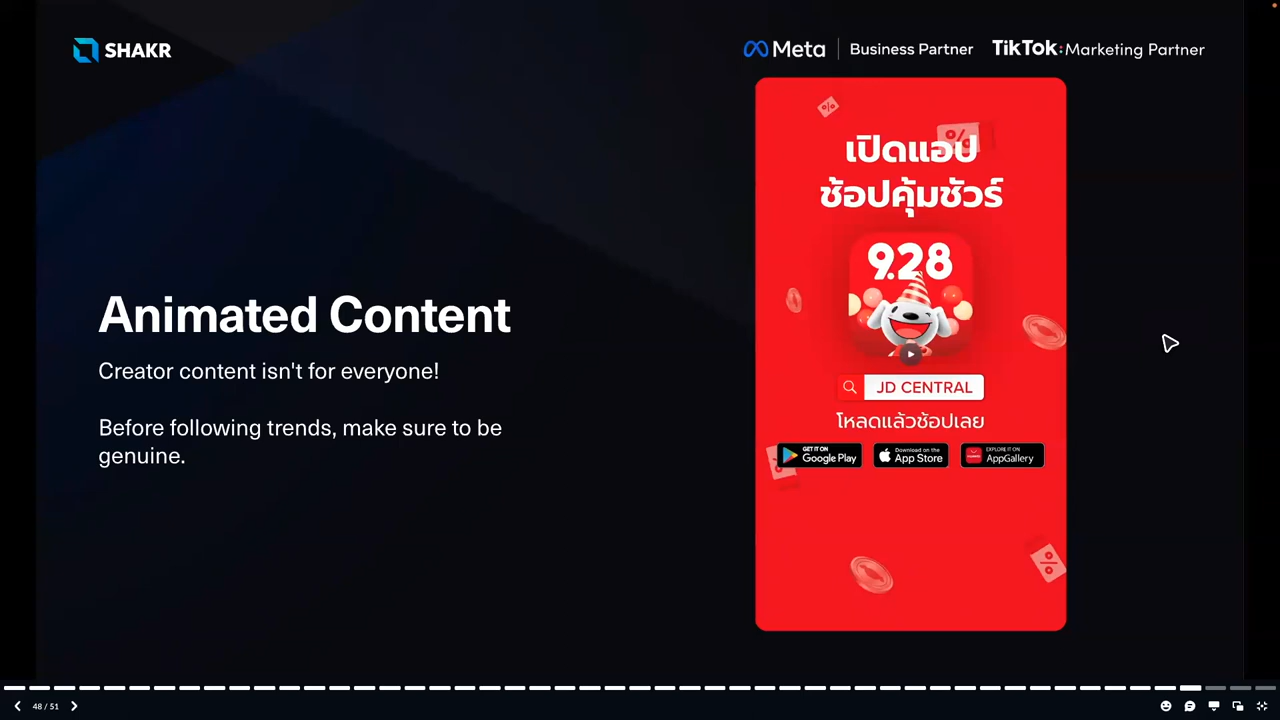 SHAKR
Meta Business Partner
TikTok: Marketing Partner
Animated Content
Creator content isn't for everyone!
Before following trends, make sure to be
genuine.
%
%
เปิดแอป
ช้อปคุ้มชัวร์
9.28
JD CENTRAL
โหลดแล้วช้อปเลย
GET IT ON
Google Play
Download on the
App Store
EXPLORE IT ON
AppGallery
%
48 / 51